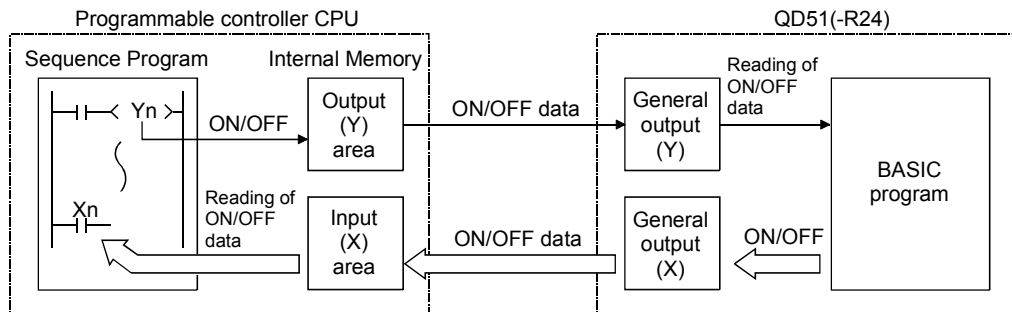 Programmable controller CPU
QD51(-R24)
Sequence Program
Internal Memory
Yn
ON/OFF
Output
(Y)
area
ON/OFF data
General
output
(Y)
Reading of
ON/OFF
data
BASIC
program
Xn
Reading of
ON/OFF
data
Input
(X)
area
ON/OFF data
General
output
(X)
ON/OFF